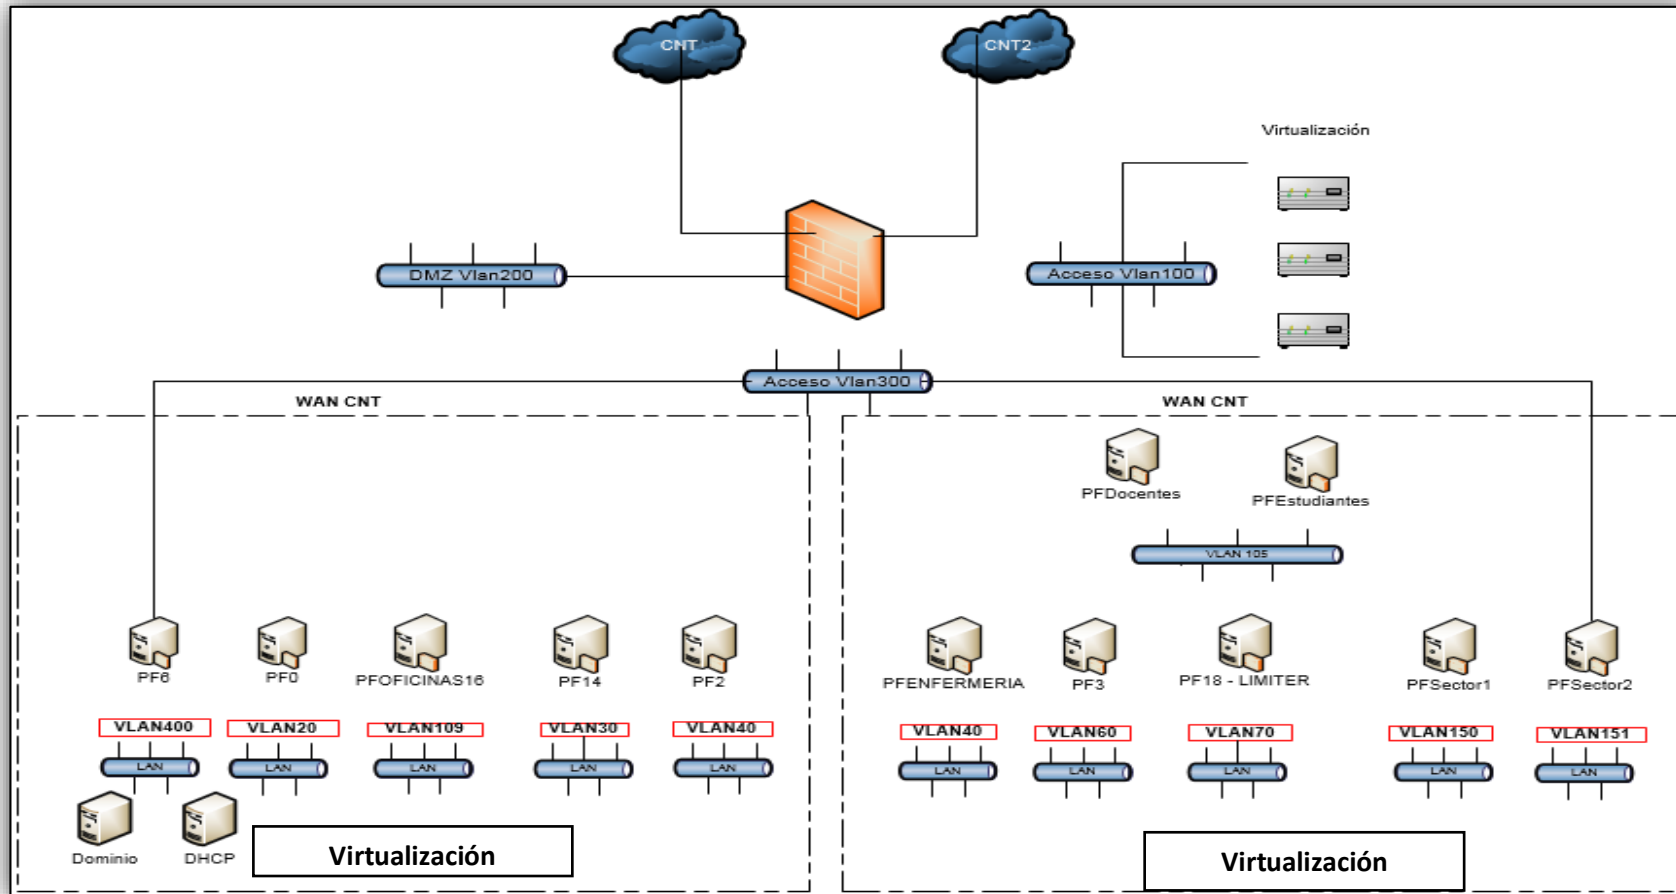 CNT
CNT2
Virtualización
DMZ Vlan200
Acceso Vlan100
Acceso Vlan300
WAN CNT
WAN CNT
PFDocentes
PFEstudiantes
VLAN 105
PF6
PF0
PFOFICINAS16
PF14
PF2
PFENFERMERIA
PF3
PF18 - LIMITER
PFSector1
PFSector2
VLAN400
VLAN20
VLAN109
VLAN30
VLAN40
VLAN40
VLAN60
VLAN70
VLAN150
VLAN151
LAN
LAN
LAN
LAN
LAN
LAN
LAN
LAN
LAN
LAN
Dominio
DHCP
Virtualización
Virtualización